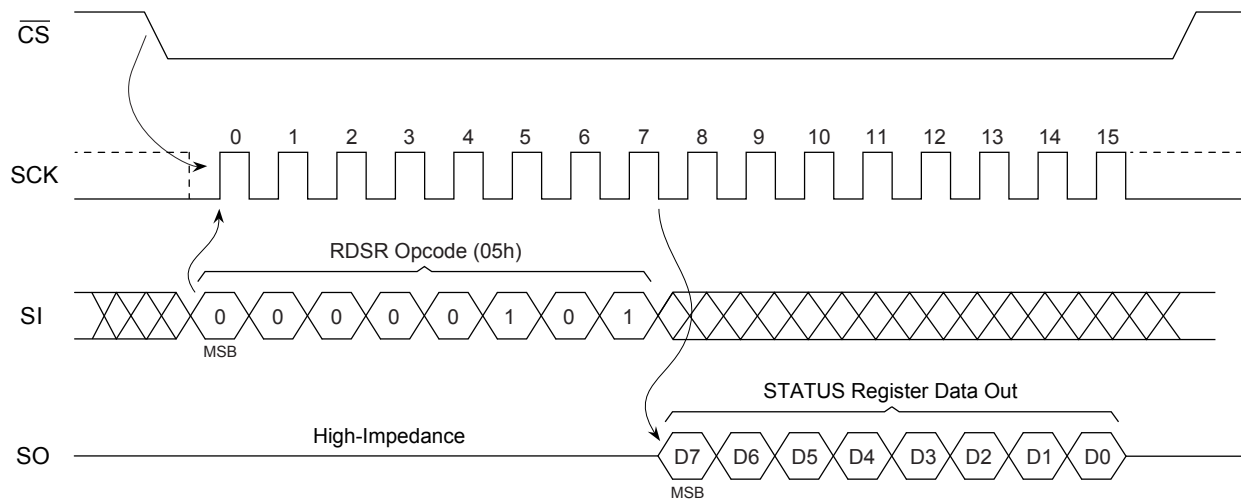 CS
0 1 2 3 4 5 6 7 8 9 10 11 12 13 14 15
SCK
RDSR Opcode (05h)
SI 0 0 0 0 0 1 0 1
MSB
STATUS Register Data Out
High-Impedance
SO D7 D6 D5 D4 D3 D2 D1 D0
MSB